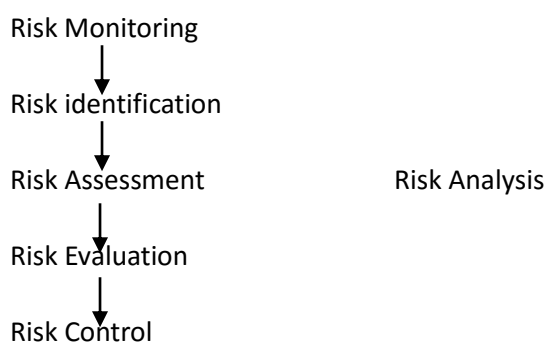 Risk Monitoring
Risk identification
Risk Assessment Risk Analysis
Risk Evaluation
Risk Control